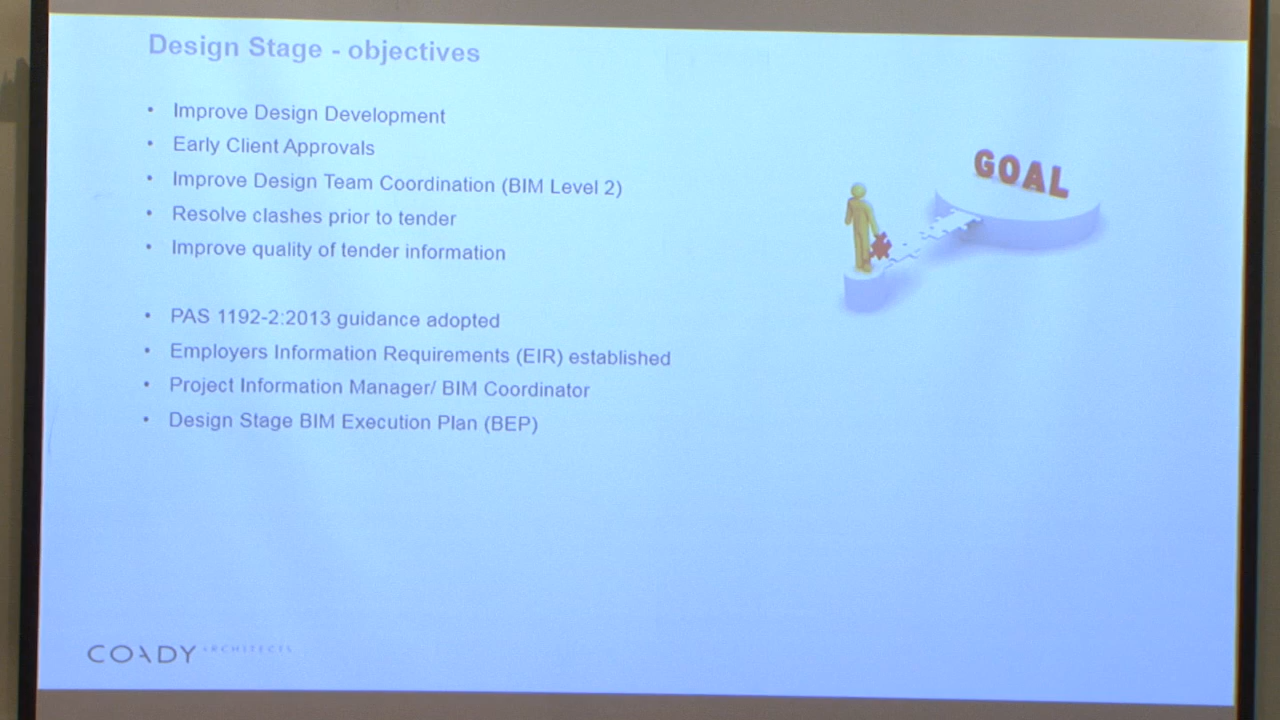 Design Stage - objectives
• Improve Design Development
• Early Client Approvals
• Improve Design Team Coordination (BIM Level 2)
• Resolve clashes prior to tender
• Improve quality of tender information
• PAS 1192-2:2013 guidance adopted
• Employers Information Requirements (EIR) established
• Project Information Manager/ BIM Coordinator
• Design Stage BIM Execution Plan (BEP)
GOAL
COADY ARCHITECTS